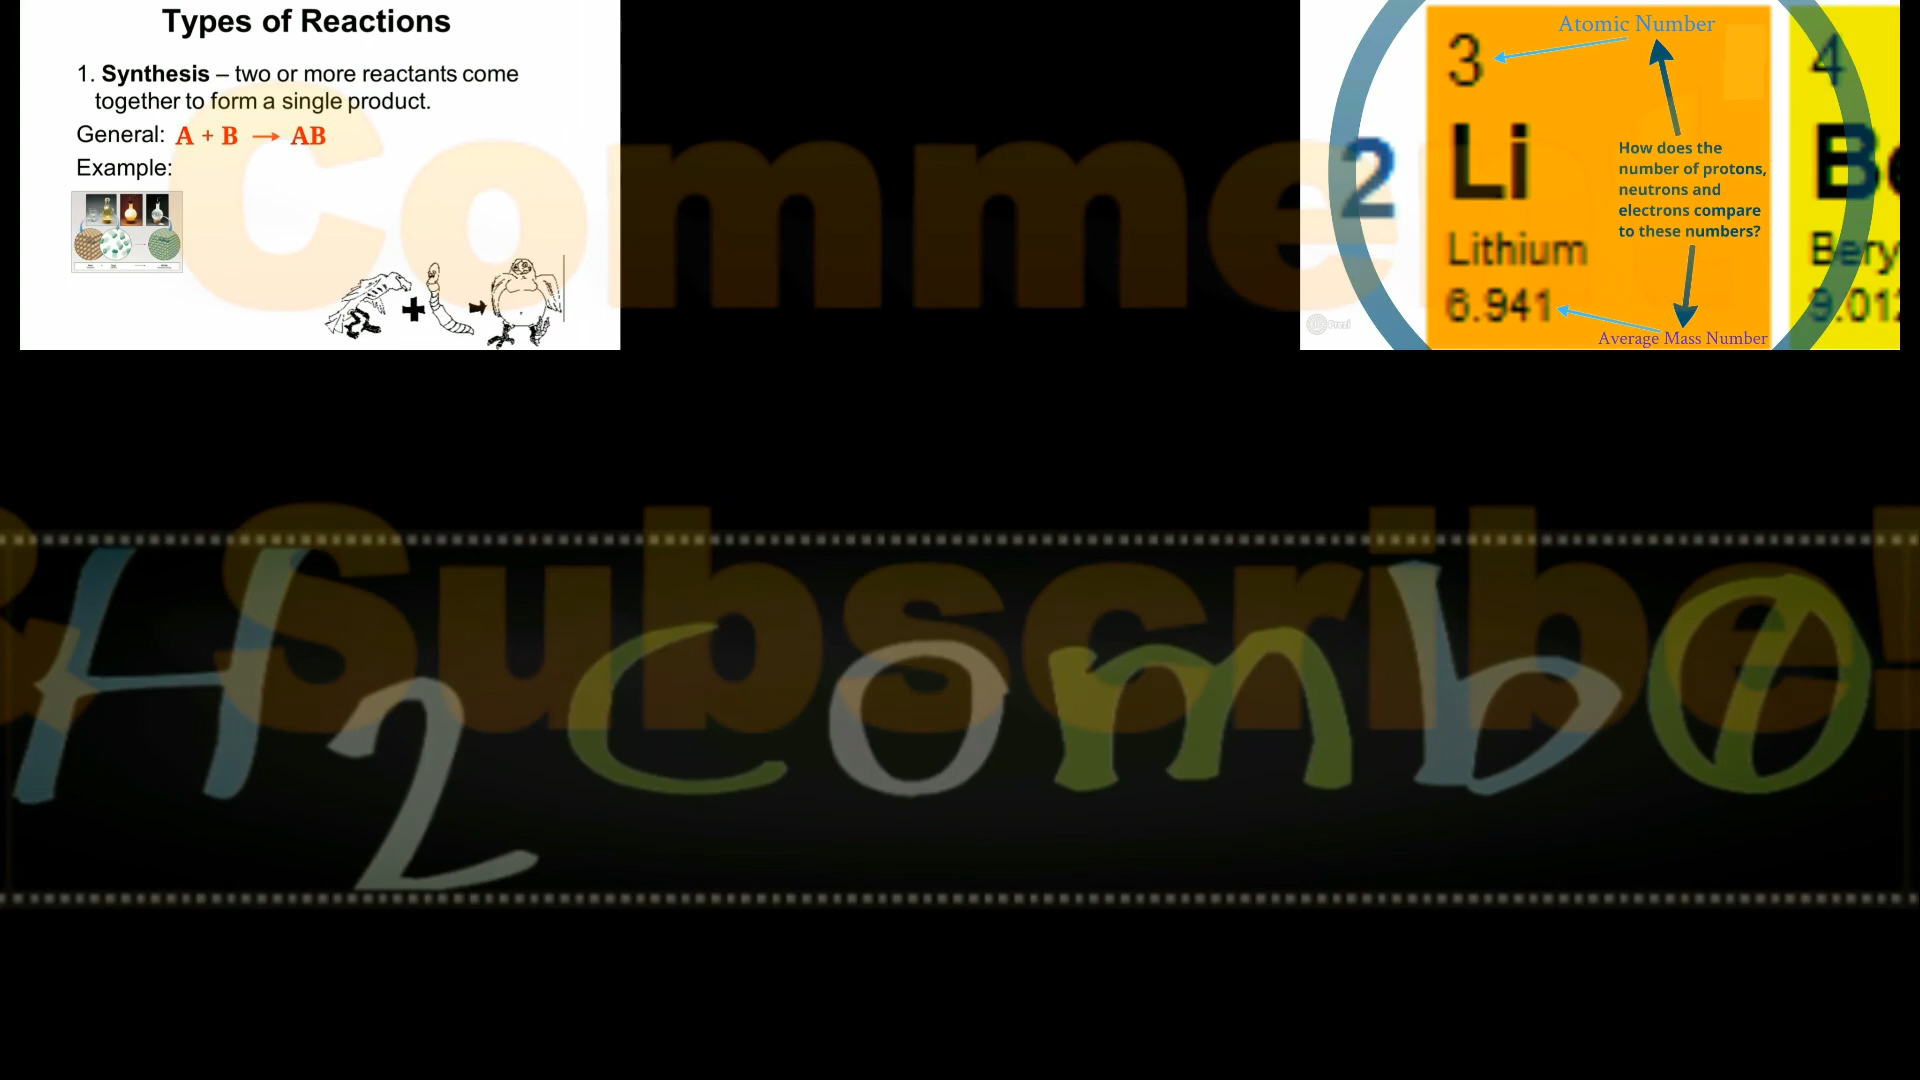 Types of Reactions
1. Synthesis – two or more reactants come
together to form a single product.
General: A + B → AB
Example:
Atomic Number
3
4
2
Li
How does the
number of protons,
neutrons and
electrons compare
to these numbers?
Lithium
6.941
Prezi
Average Mass Number
& Subscribe!
H2combO